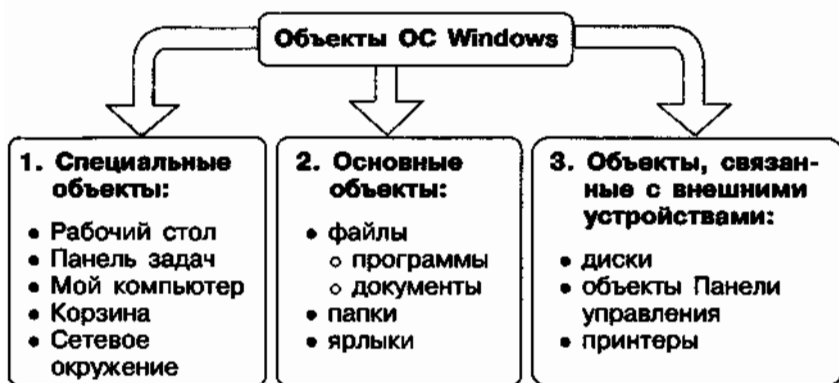 Объекты ОС Windows
1. Специальные
объекты:
• Рабочий стол
• Панель задач
• Мой компьютер
• Корзина
• Сетевое
окружение
2. Основные
объекты:
• файлы
○ программы
○ документы
• папки
• ярлыки
3. Объекты, связан-
ные с внешними
устройствами:
• диски
• объекты Панели
управления
• принтеры